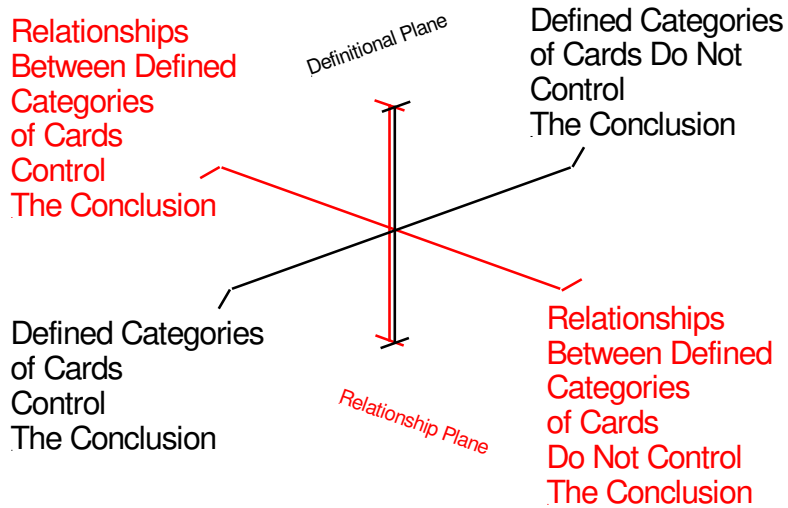 Relationships
Between Defined
Categories
of Cards
Control
The Conclusion
Definitional Plane
Defined Categories
of Cards Do Not
Control
The Conclusion
Defined Categories
of Cards
Control
The Conclusion
Relationship Plane
Relationships
Between Defined
Categories
of Cards
Do Not Control
The Conclusion